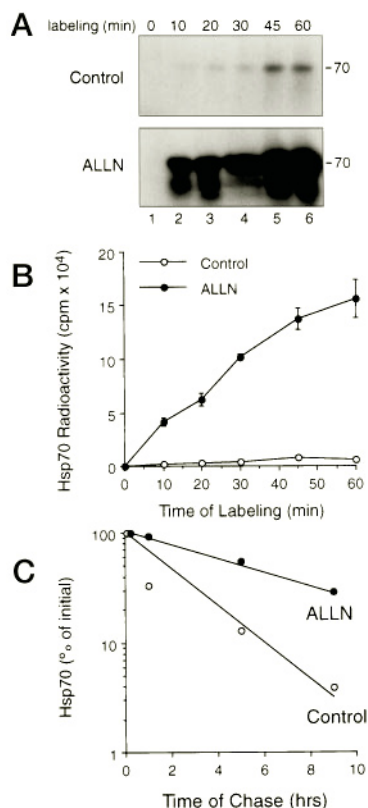 A
labeling (min) 0 10 20 30 45 60
Control
-70
ALLN
-70
1 2 3 4 5 6
B
Hsp70 Radioactivity (cpm x 10⁴)
20
15
10
5
0
Control
ALLN
0 10 20 30 40 50 60
Time of Labeling (min)
C
Hsp70 (% of initial)
100
10
1
ALLN
Control
0 2 4 6 8 10
Time of Chase (hrs)